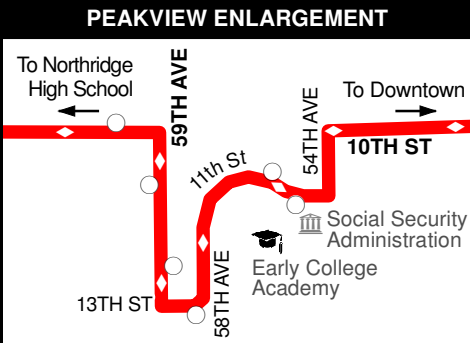 PEAKVIEW ENLARGEMENT
To Northridge
High School
59TH AVE
To Downtown
54TH AVE
10TH ST
11th St
Social Security
Administration
Early College
Academy
58TH AVE
13TH ST